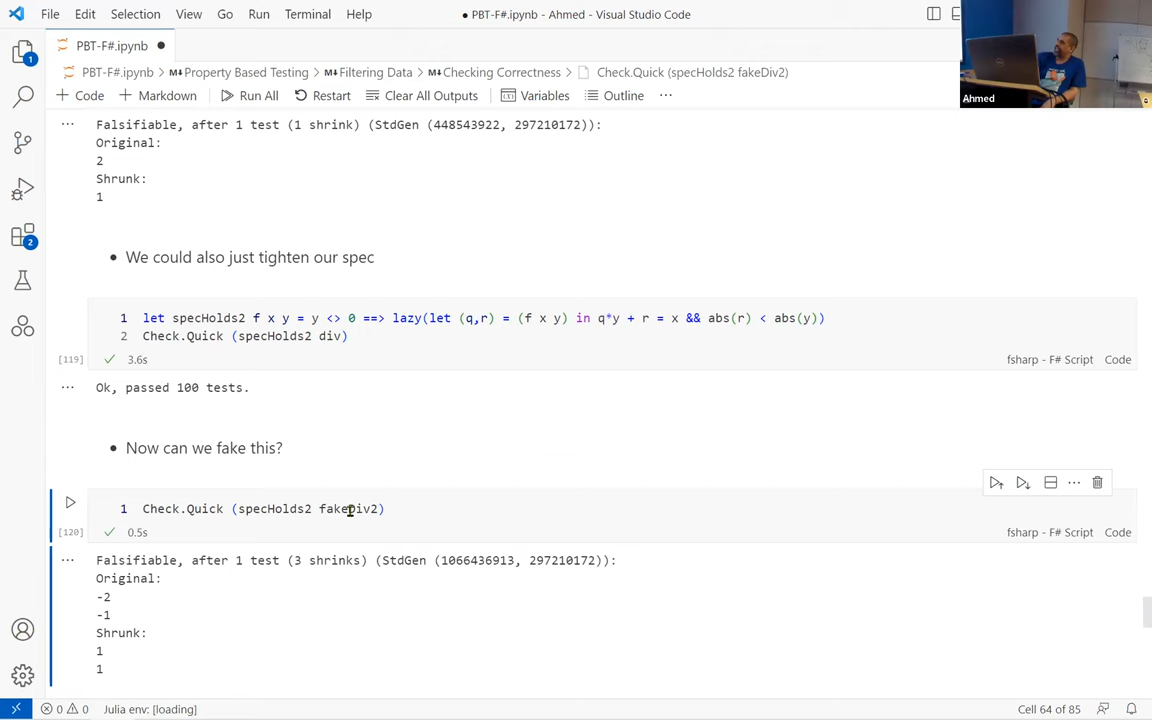 File Edit Selection View Go Run Terminal Help ● PBT-F#.ipynb - Ahmed - Visual Studio Code
PBT-F#.ipynb ●
PBT-F#.ipynb > M↓Property Based Testing > M↓Filtering Data > M↓Checking Correctness > Check.Quick (specHolds2 fakeDiv2)
+ Code + Markdown Run All Restart Clear All Outputs Variables Outline ...
Ahmed
... Falsifiable, after 1 test (1 shrink) (StdGen (448543922, 297210172)):
Original:
2
Shrunk:
1
• We could also just tighten our spec
1 let specHolds2 f x y = y <> 0 ==> lazy(let (q,r) = (f x y) in q*y + r = x && abs(r) < abs(y))
2 Check.Quick (specHolds2 div)
[119] ✓ 3.6s fsharp - F# Script Code
... Ok, passed 100 tests.
• Now can we fake this?
...
1 Check.Quick (specHolds2 fakeDiv2)
[120] ✓ 0.5s fsharp - F# Script Code
... Falsifiable, after 1 test (3 shrinks) (StdGen (1066436913, 297210172)):
Original:
-2
-1
Shrunk:
1
1
1
2
0 0 Julia env: [loading] Cell 64 of 85